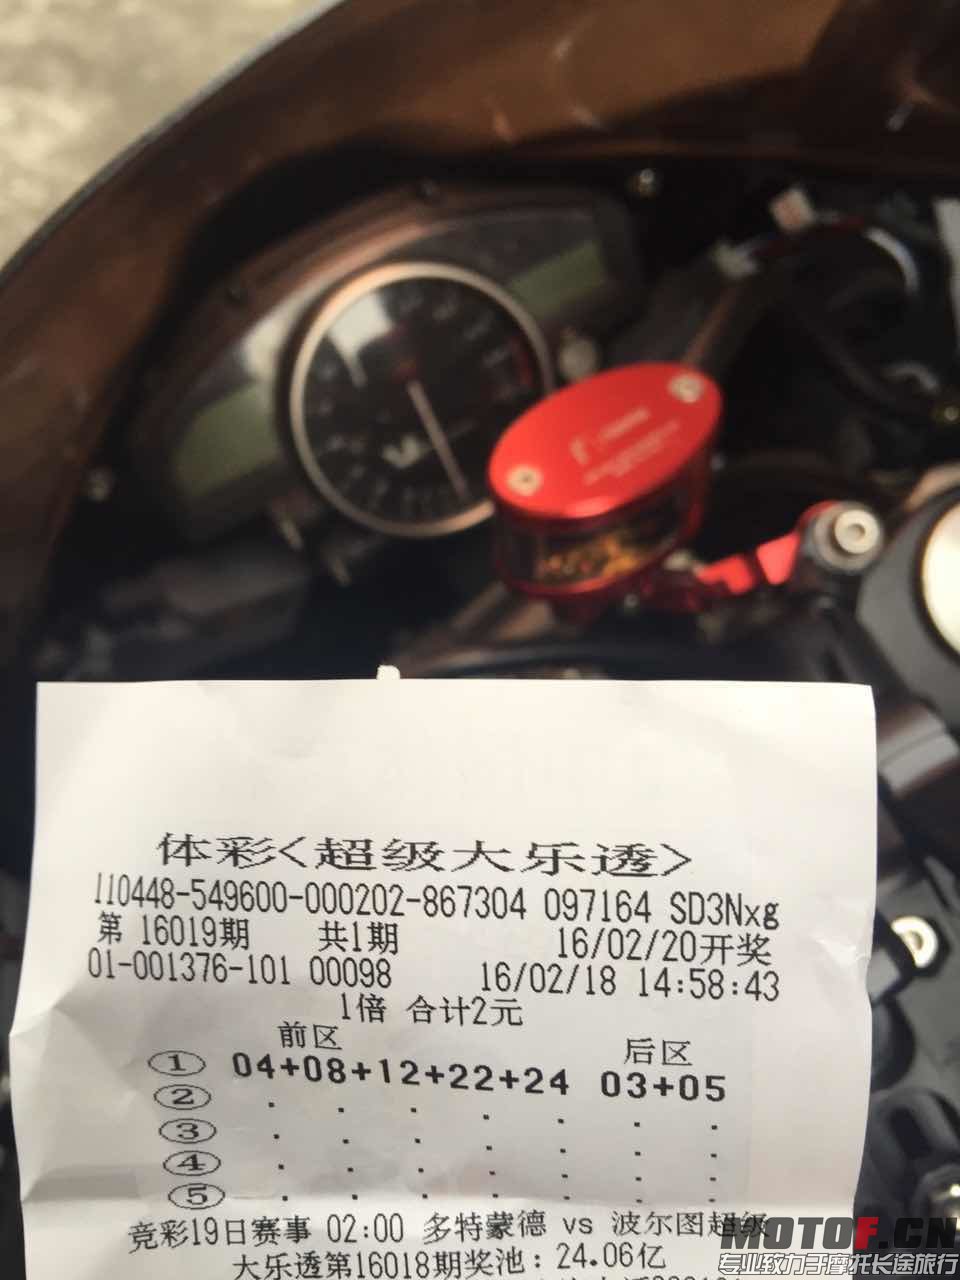 体彩<超级大乐透>
110448-549600-000202-867304 097164 SD3Nxg
第 16019期 共1期 16/02/20开奖
01-001376-101 00098 16/02/18 14:58:43
1倍 合计2元
前区 后区
① 04+08+12+22+24 03+05
②
③
④
⑤
竞彩19日赛事 02:00 多特蒙德 vs 波尔图超级
大乐透第16018期奖池：24.06亿
MOTOF.CN
专业致力于摩托长途旅行